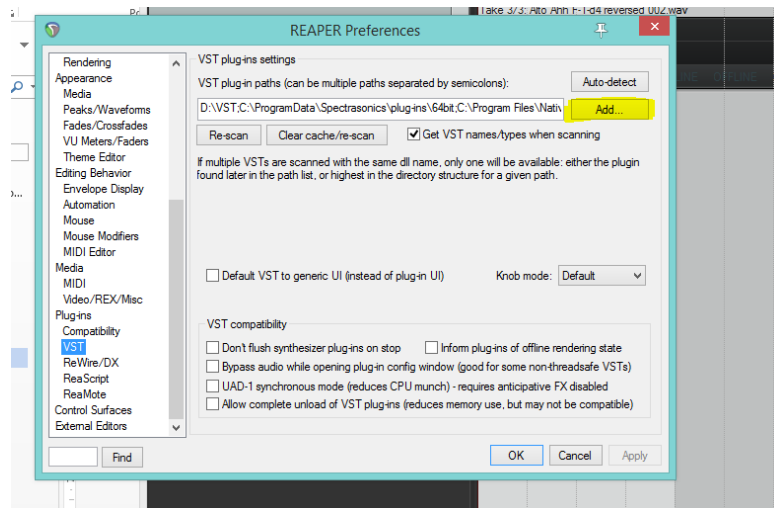 Take 3/3: Alto Ahh F-1-d4 reversed 002.wav
REAPER Preferences
Rendering
Appearance
Media
Peaks/Waveforms
Fades/Crossfades
VU Meters/Faders
Theme Editor
Editing Behavior
Envelope Display
Automation
Mouse
Mouse Modifiers
MIDI Editor
Media
MIDI
Video/REX/Misc
Plug-ins
Compatibility
VST
ReWire/DX
ReaScript
ReaMote
Control Surfaces
External Editors
Find
VST plug-ins settings
VST plug-in paths (can be multiple paths separated by semicolons):
Auto-detect
D:\VST;C:\ProgramData\Spectrasonics\plug-ins\64bit;C:\Program Files\Nativ
Add...
Re-scan
Clear cache/re-scan
Get VST names/types when scanning
If multiple VSTs are scanned with the same dll name, only one will be available: either the plugin
found later in the path list, or highest in the directory structure for a given path.
Default VST to generic UI (instead of plug-in UI)
Knob mode:
Default
VST compatibility
Don't flush synthesizer plug-ins on stop
Inform plug-ins of offline rendering state
Bypass audio while opening plug-in config window (good for some non-threadsafe VSTs)
UAD-1 synchronous mode (reduces CPU munch) - requires anticipative FX disabled
Allow complete unload of VST plug-ins (reduces memory use, but may not be compatible)
OK
Cancel
Apply